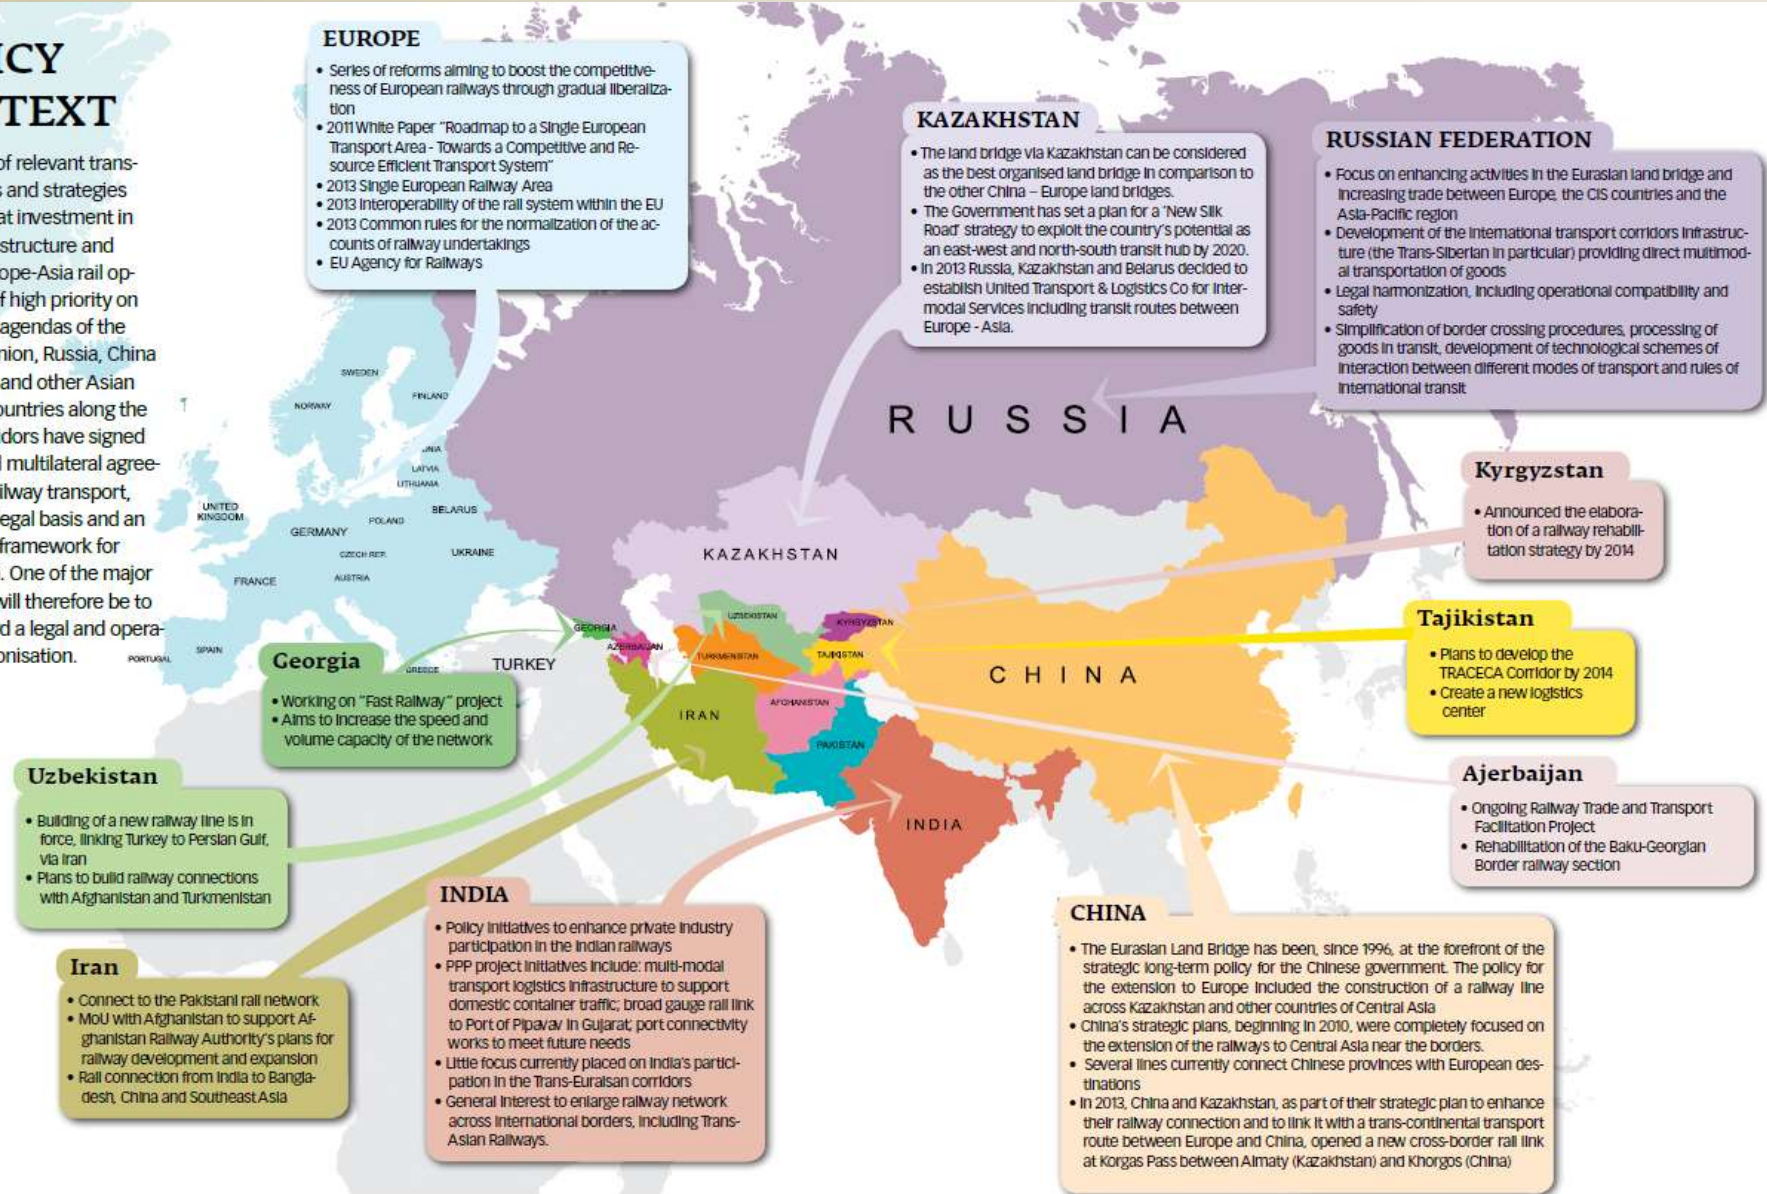 ICY
TEXT
of relevant trans-
s and strategies
at investment in
structure and
ope-Asia rail op-
f high priority on
agendas of the
nion, Russia, China
and other Asian
ountries along the
idors have signed
l multilateral agree-
ilway transport,
egal basis and an
framework for
. One of the major
will therefore be to
d a legal and opera-
onisation.
EUROPE
• Series of reforms aiming to boost the competitive-
ness of European railways through gradual liberaliza-
tion
• 2011 White Paper "Roadmap to a Single European
Transport Area - Towards a Competitive and Re-
source Efficient Transport System"
• 2013 Single European Railway Area
• 2013 Interoperability of the rail system within the EU
• 2013 Common rules for the normalization of the ac-
counts of railway undertakings
• EU Agency for Railways
KAZAKHSTAN
• The land bridge via Kazakhstan can be considered
as the best organised land bridge in comparison to
the other China – Europe land bridges.
• The Government has set a plan for a 'New Silk
Road' strategy to exploit the country's potential as
an east-west and north-south transit hub by 2020.
• In 2013 Russia, Kazakhstan and Belarus decided to
establish United Transport & Logistics Co for Inter-
modal Services including transit routes between
Europe - Asia.
RUSSIAN FEDERATION
• Focus on enhancing activities in the Eurasian land bridge and
increasing trade between Europe, the CIS countries and the
Asia-Pacific region
• Development of the international transport corridors infrastruc-
ture (the Trans-Siberian in particular) providing direct multimod-
al transportation of goods
• Legal harmonization, including operational compatibility and
safety
• Simplification of border crossing procedures, processing of
goods in transit, development of technological schemes of
interaction between different modes of transport and rules of
international transit
SWEDEN
NORWAY
FINLAND
LATVIA
LITHUANIA
UNITED
KINGDOM
BELARUS
POLAND
GERMANY
CZECH REP.
UKRAINE
FRANCE
AUSTRIA
SPAIN
PORTUGAL
GREECE
TURKEY
RUSSIA
KAZAKHSTAN
GEORGIA
AZERBAIJAN
UZBEKISTAN
KYRGYZSTAN
TURKMENISTAN
TAJIKISTAN
AFGHANISTAN
IRAN
PAKISTAN
CHINA
INDIA
Kyrgyzstan
• Announced the elabora-
tion of a railway rehabili-
tation strategy by 2014
Tajikistan
• Plans to develop the
TRACECA Corridor by 2014
• Create a new logistics
center
Georgia
• Working on "Fast Railway" project
• Aims to increase the speed and
volume capacity of the network
Uzbekistan
• Building of a new railway line is in
force, linking Turkey to Persian Gulf,
via Iran
• Plans to build railway connections
with Afghanistan and Turkmenistan
Ajerbaijan
• Ongoing Railway Trade and Transport
Facilitation Project
• Rehabilitation of the Baku-Georgian
Border railway section
Iran
• Connect to the Pakistani rail network
• MoU with Afghanistan to support Af-
ghanistan Railway Authority's plans for
railway development and expansion
• Rail connection from India to Bangla-
desh, China and Southeast Asia
INDIA
• Policy initiatives to enhance private industry
participation in the Indian railways
• PPP project initiatives include: multi-modal
transport logistics infrastructure to support
domestic container traffic; broad gauge rail link
to Port of Pipavav in Gujarat; port connectivity
works to meet future needs
• Little focus currently placed on India's partici-
pation in the Trans-Euraisan corridors
• General Interest to enlarge railway network
across international borders, including Trans-
Asian Railways.
CHINA
• The Eurasian Land Bridge has been, since 1996, at the forefront of the
strategic long-term policy for the Chinese government. The policy for
the extension to Europe included the construction of a railway line
across Kazakhstan and other countries of Central Asia
• China's strategic plans, beginning in 2010, were completely focused on
the extension of the railways to Central Asia near the borders.
• Several lines currently connect Chinese provinces with European des-
tinations
• In 2013, China and Kazakhstan, as part of their strategic plan to enhance
their railway connection and to link it with a trans-continental transport
route between Europe and China, opened a new cross-border rail link
at Korgas Pass between Almaty (Kazakhstan) and Khorgos (China)